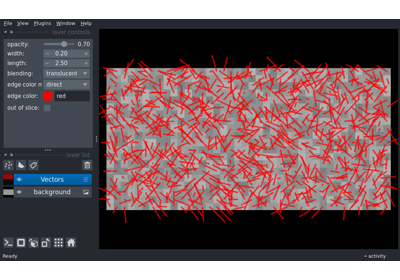 File View Plugins Window Help
layer controls
opacity: 0.70
width: 0.20
length: 2.50
blending: translucent
edge color m direct
edge color: red
out of slice:
layer list
Vectors
background
Ready
activity